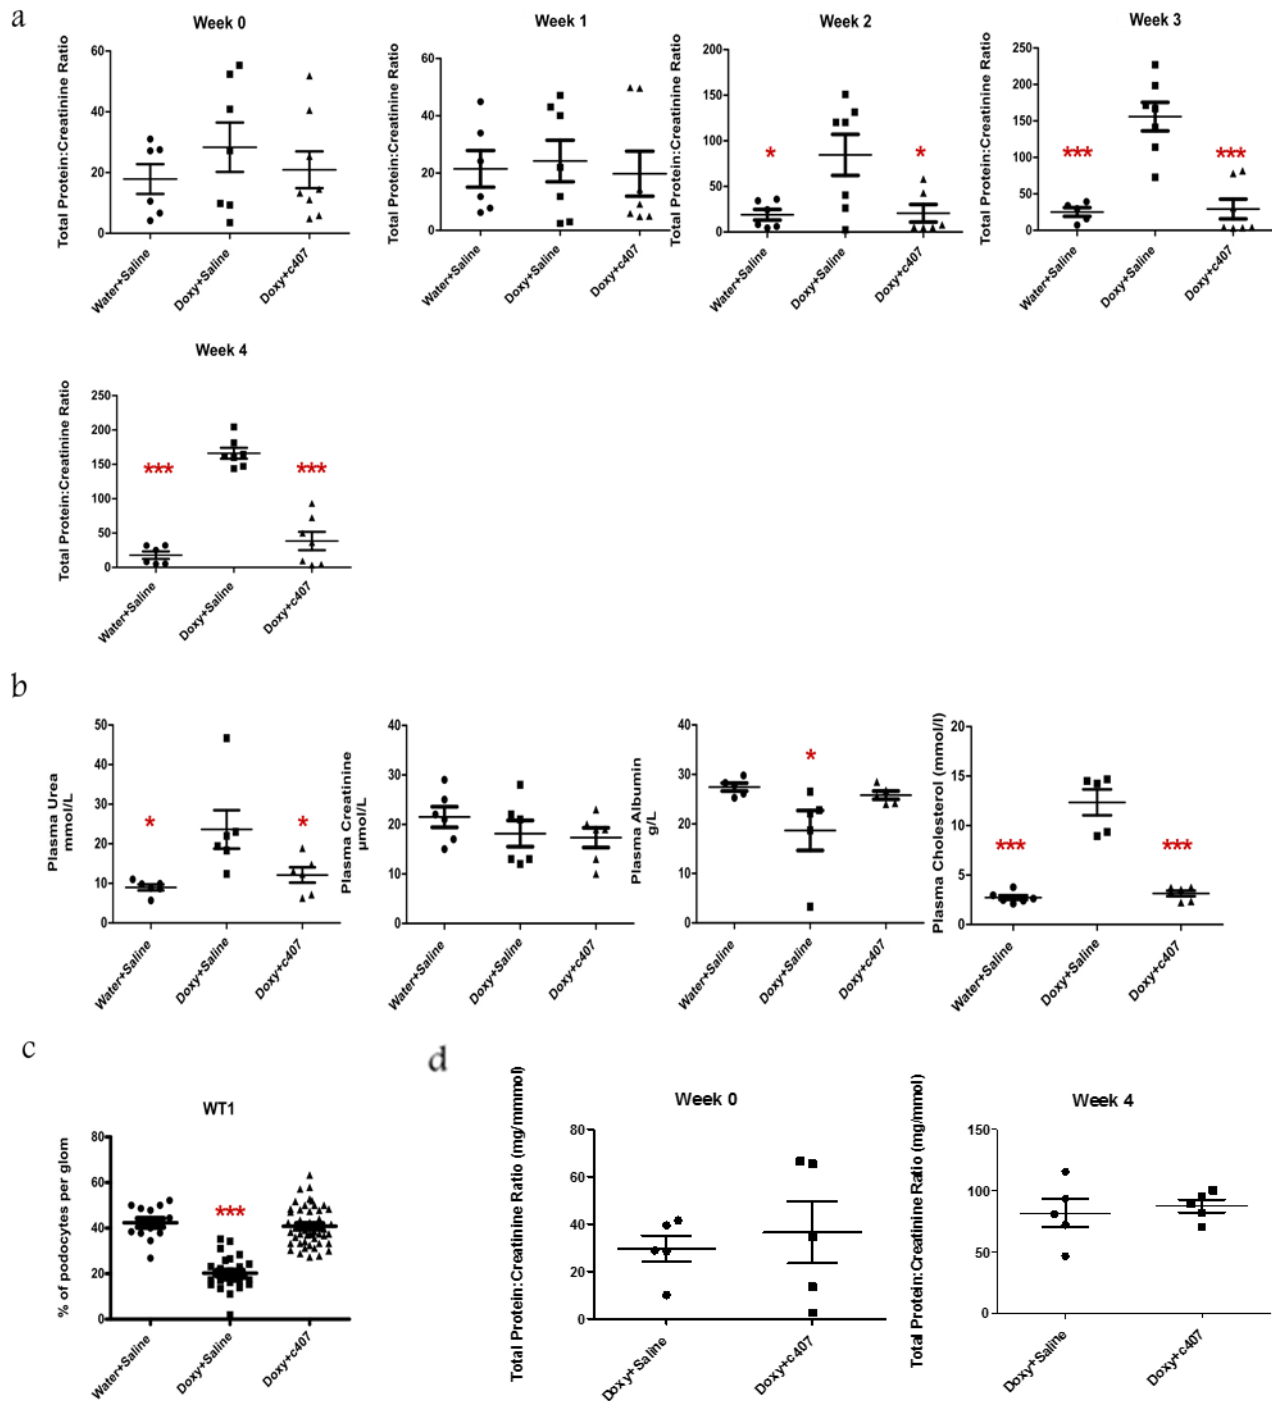 a
Week 0
Total Protein:Creatinine Ratio
60
40
20
0
Water+Saline
Doxy+Saline
Doxy+c407
Week 1
Total Protein:Creatinine Ratio
60
40
20
0
Water+Saline
Doxy+Saline
Doxy+c407
Week 2
Total Protein:Creatinine Ratio
200
150
100
50
0
*
*
Water+Saline
Doxy+Saline
Doxy+c407
Week 3
Total Protein:Creatinine Ratio
250
200
150
100
50
0
***
***
Water+Saline
Doxy+Saline
Doxy+c407
Week 4
Total Protein:Creatinine Ratio
250
200
150
100
50
0
***
***
Water+Saline
Doxy+Saline
Doxy+c407
b
Plasma Urea
mmol/L
50
40
30
20
10
0
*
*
Water+Saline
Doxy+Saline
Doxy+c407
Plasma Creatinine
µmol/L
40
30
20
10
0
Water+Saline
Doxy+Saline
Doxy+c407
Plasma Albumin
g/L
40
30
20
10
0
*
Water+Saline
Doxy+Saline
Doxy+c407
Plasma Cholesterol (mmol/l)
20
15
10
5
0
***
***
Water+Saline
Doxy+Saline
Doxy+c407
c
WT1
% of podocytes per glom
80
60
40
20
0
***
Water+Saline
Doxy+Saline
Doxy+c407
d
Week 0
Total Protein:Creatinine Ratio (mg/mmmol)
80
60
40
20
0
Doxy+Saline
Doxy+c407
Week 4
Total Protein:Creatinine Ratio (mg/mmol)
150
100
50
0
Doxy+Saline
Doxy+c407